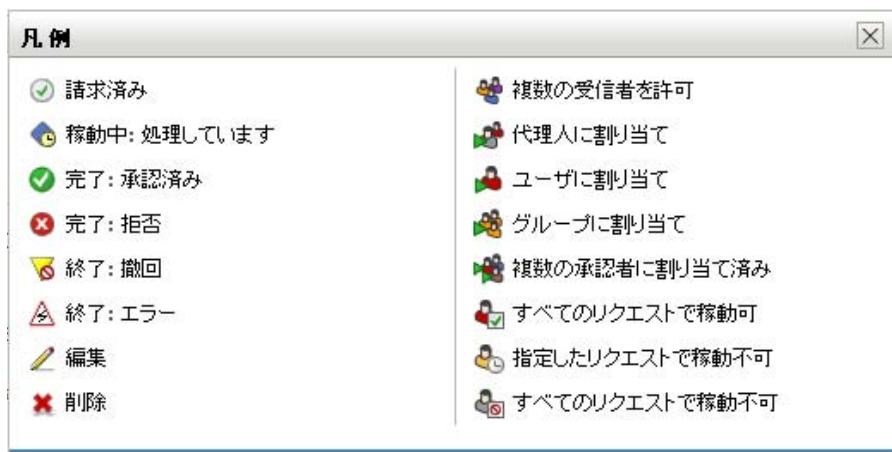 凡例
請求済み
稼動中: 処理しています
完了: 承認済み
完了: 拒否
終了: 撤回
終了: エラー
編集
削除
複数の受信者を許可
代理人に割り当て
ユーザに割り当て
グループに割り当て
複数の承認者に割り当て済み
すべてのリクエストで稼動可
指定したリクエストで稼動不可
すべてのリクエストで稼動不可